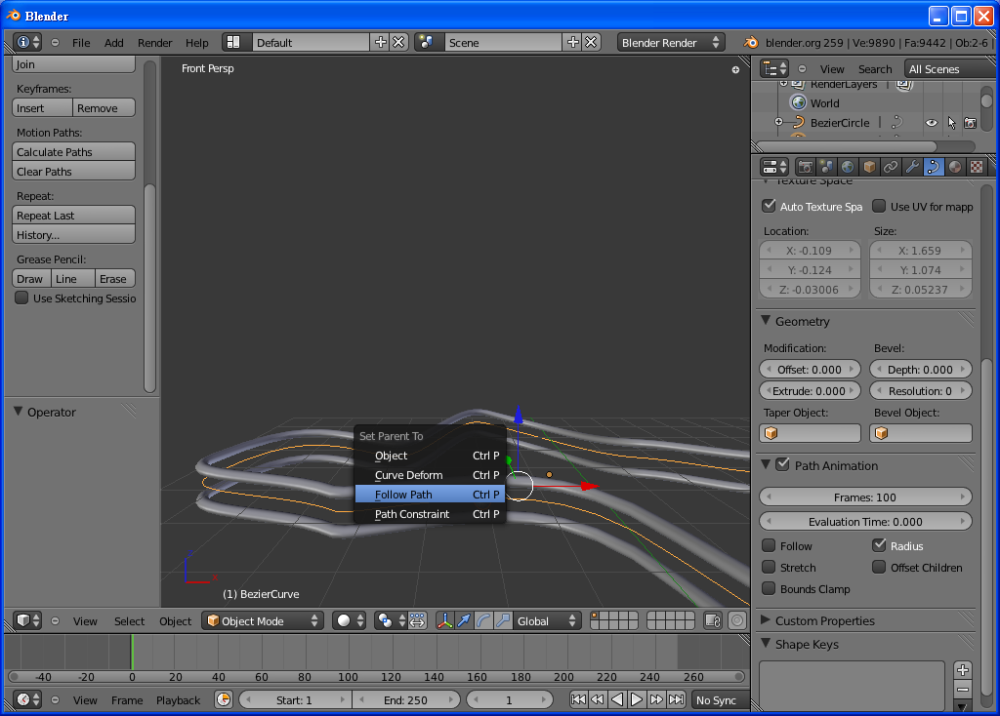 Blender
File Add Render Help Default Scene Blender Render blender.org 259 | Ve:9890 | Fa:9442 | Ob:2-6 |
Join
Keyframes:
Insert Remove
Motion Paths:
Calculate Paths
Clear Paths
Repeat:
Repeat Last
History...
Grease Pencil:
Draw Line Erase
Use Sketching Sessio
Operator
Front Persp
Set Parent To
Object Ctrl P
Curve Deform Ctrl P
Follow Path Ctrl P
Path Constraint Ctrl P
(1) BezierCurve
View Select Object Object Mode Global
-40 -20 0 20 40 60 80 100 120 140 160 180 200 220 240 260
View Frame Playback Start: 1 End: 250 1 No Sync
View Search All Scenes
RenderLayers |
World
BezierCircle |
Texture Space
Auto Texture Spa Use UV for mapp
Location: Size:
X: -0.109 X: 1.659
Y: -0.124 Y: 1.074
Z: -0.03006 Z: 0.05237
Geometry
Modification: Bevel:
Offset: 0.000 Depth: 0.000
Extrude: 0.000 Resolution: 0
Taper Object: Bevel Object:
Path Animation
Frames: 100
Evaluation Time: 0.000
Follow Radius
Stretch Offset Children
Bounds Clamp
Custom Properties
Shape Keys